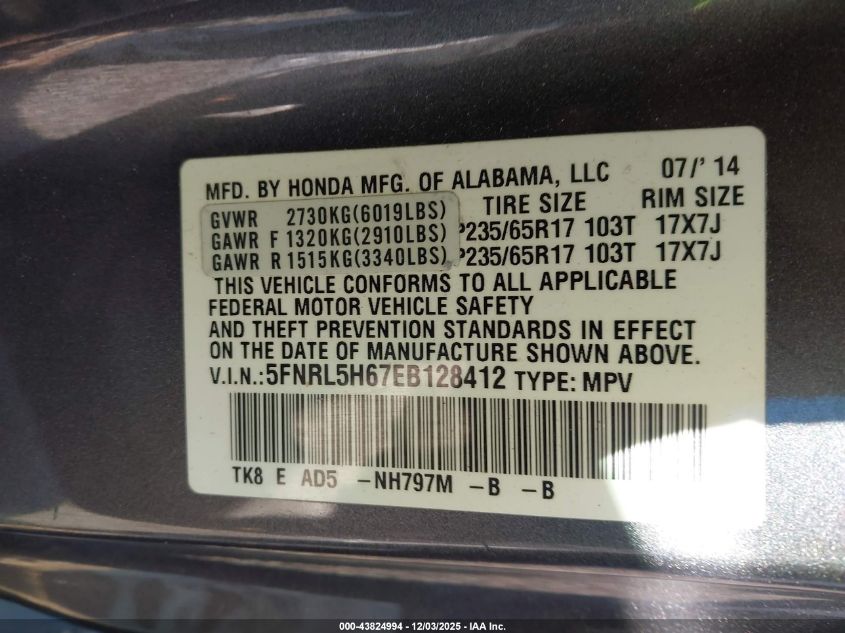 MFD. BY HONDA MFG. OF ALABAMA, LLC 07/' 14
GVWR 2730KG(6019LBS) TIRE SIZE RIM SIZE
GAWR F 1320KG(2910LBS) P235/65R17 103T 17X7J
GAWR R 1515KG(3340LBS) P235/65R17 103T 17X7J
THIS VEHICLE CONFORMS TO ALL APPLICABLE
FEDERAL MOTOR VEHICLE SAFETY
AND THEFT PREVENTION STANDARDS IN EFFECT
ON THE DATE OF MANUFACTURE SHOWN ABOVE.
V.I.N.:5FNRL5H67EB128412 TYPE: MPV
TK8 E AD5 -NH797M -B -B
000-43824994 - 12/03/2025 - IAA Inc.